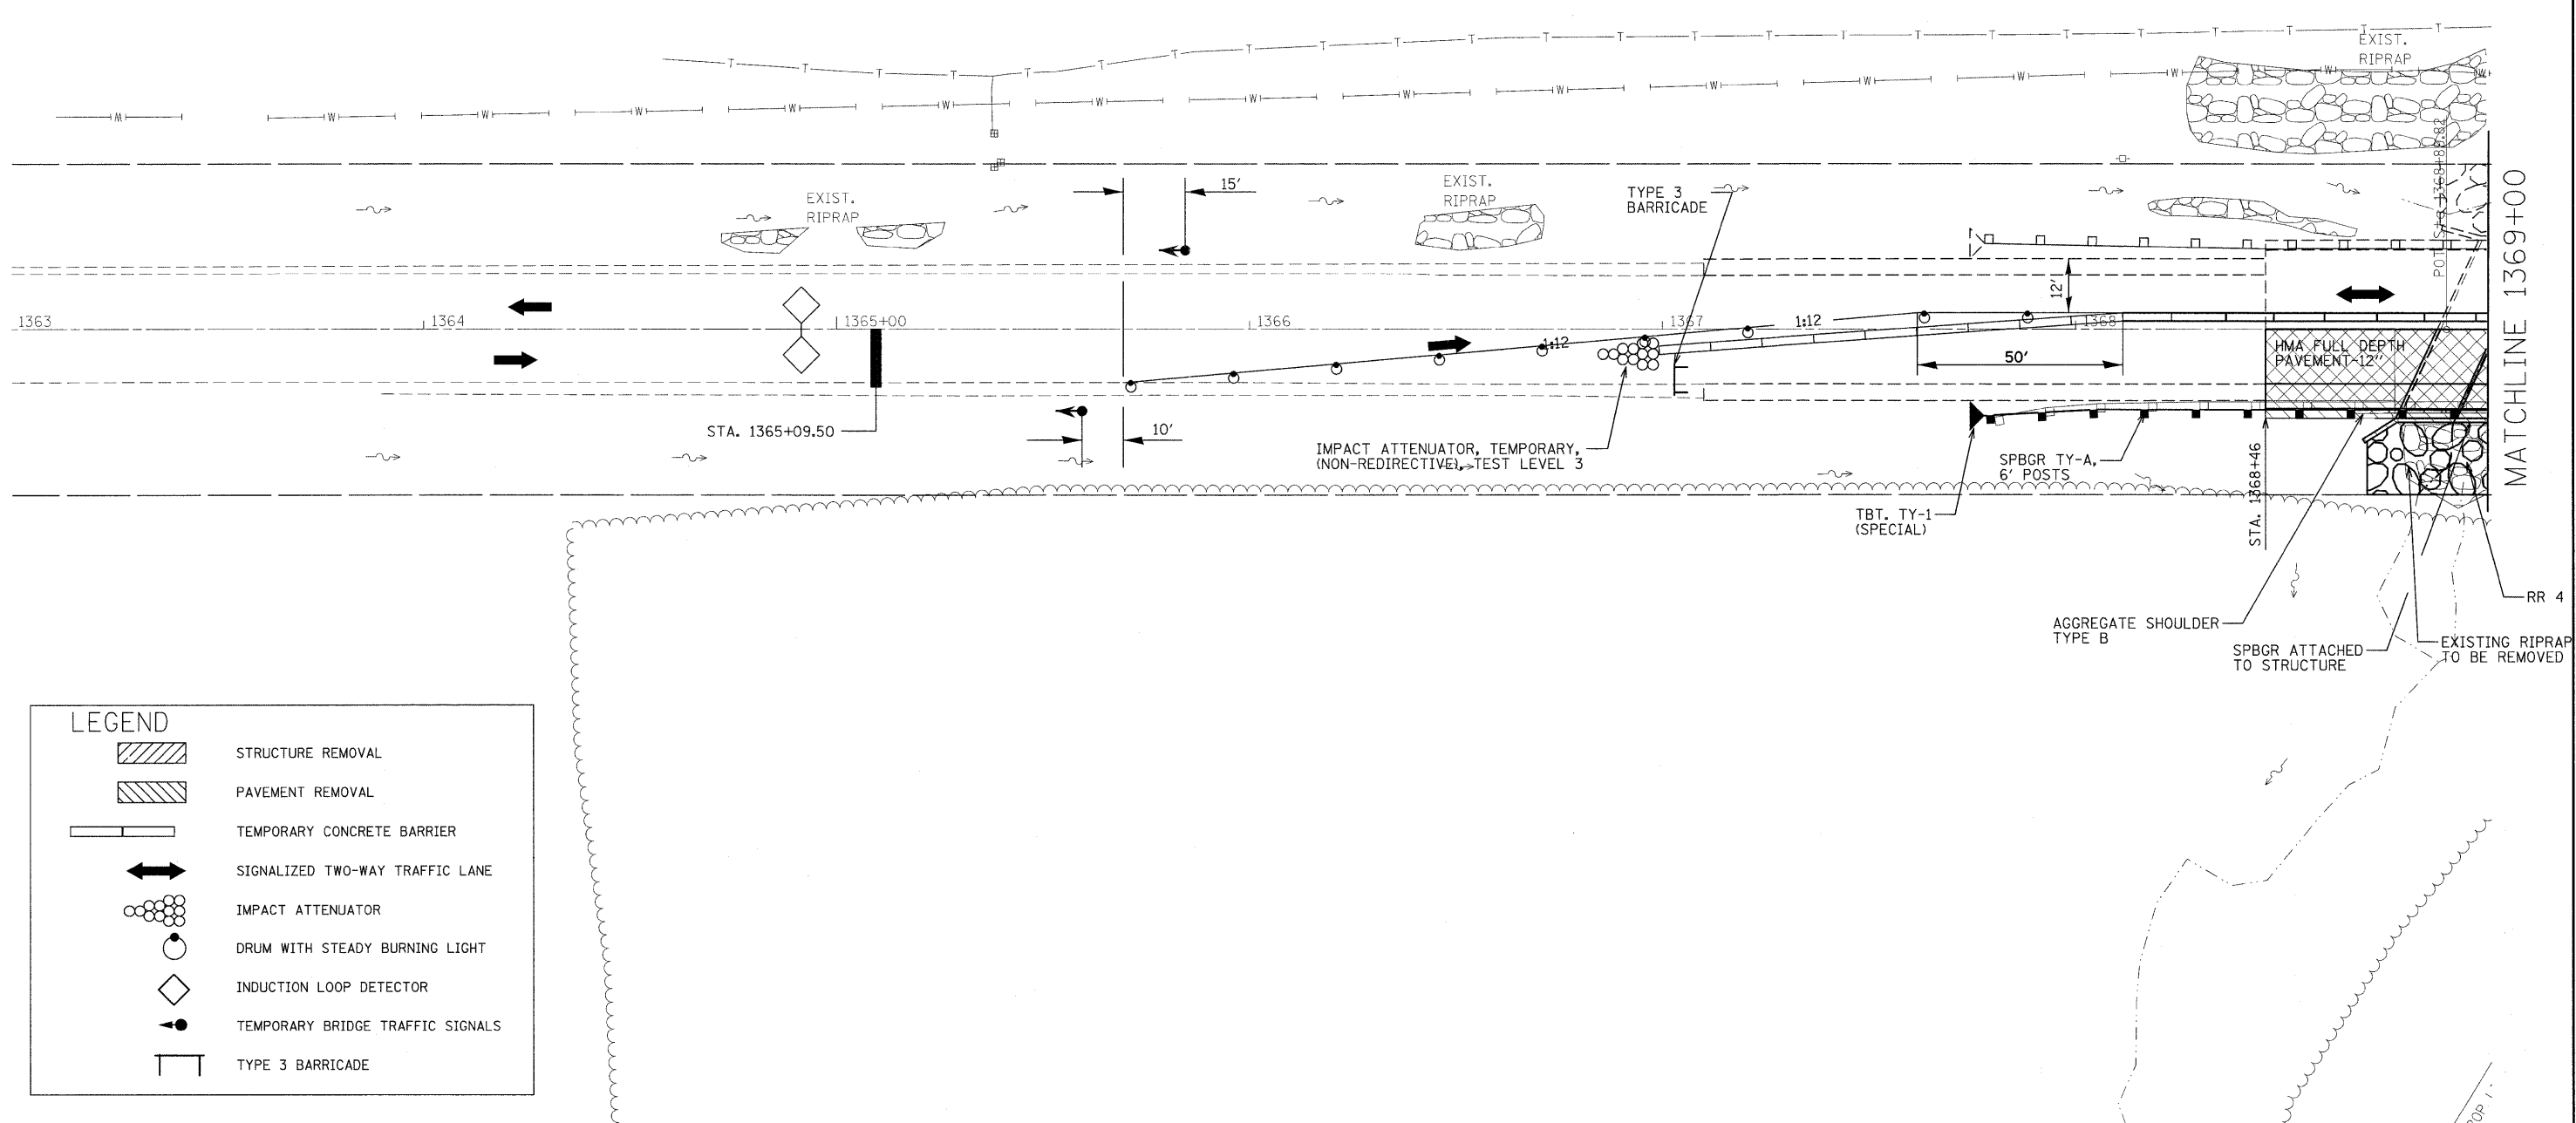 EXIST.
RIPRAP
EXIST.
RIPRAP
15'
EXIST.
RIPRAP
TYPE 3
BARRICADE
POT Sta 1368+89.82
MATCHLINE 1369+00
12'
1363
1364
1365+00
1366
1367
1368
1:12
1:12
HMA FULL DEPTH
PAVEMENT-12"
50'
STA. 1365+09.50
10'
IMPACT ATTENUATOR, TEMPORARY,
(NON-REDIRECTIVE), TEST LEVEL 3
SPBGR TY-A,
6' POSTS
TBT. TY-1
(SPECIAL)
STA. 1368+46
RR 4
AGGREGATE SHOULDER
TYPE B
SPBGR ATTACHED
TO STRUCTURE
EXISTING RIPRAP
TO BE REMOVED
LEGEND
STRUCTURE REMOVAL
PAVEMENT REMOVAL
TEMPORARY CONCRETE BARRIER
SIGNALIZED TWO-WAY TRAFFIC LANE
IMPACT ATTENUATOR
DRUM WITH STEADY BURNING LIGHT
INDUCTION LOOP DETECTOR
TEMPORARY BRIDGE TRAFFIC SIGNALS
TYPE 3 BARRICADE